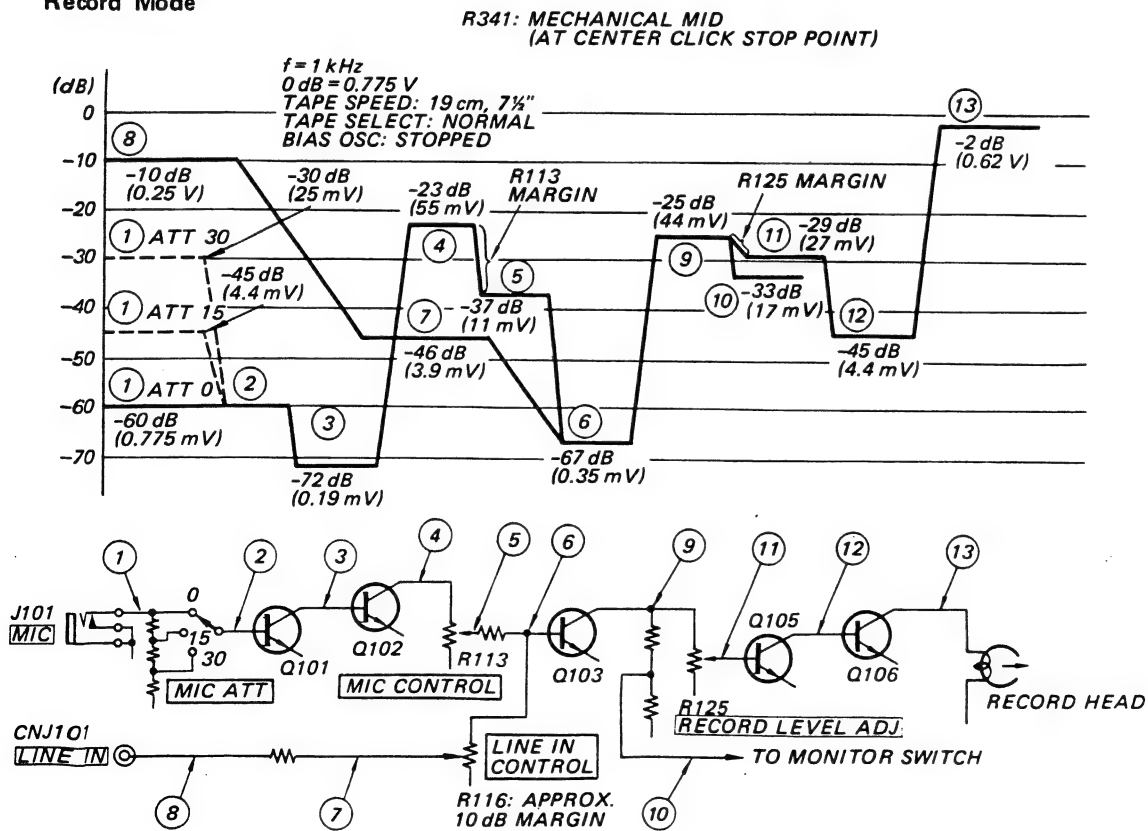 Record Mode
R341: MECHANICAL MID
(AT CENTER CLICK STOP POINT)
f = 1 kHz
0 dB = 0.775 V
TAPE SPEED: 19 cm, 7½"
TAPE SELECT: NORMAL
BIAS OSC: STOPPED
(dB)
0
-10
-20
-30
-40
-50
-60
-70
8
-10 dB
(0.25 V)
-30 dB
(25 mV)
1 ATT 30
-45 dB
(4.4 mV)
1 ATT 15
1 ATT 0
2
-60 dB
(0.775 mV)
3
-72 dB
(0.19 mV)
-23 dB
(55 mV)
4
R113
MARGIN
5
-37 dB
(11 mV)
7
-46 dB
(3.9 mV)
6
-67 dB
(0.35 mV)
-25 dB
(44 mV)
9
R125 MARGIN
11
-29 dB
(27 mV)
10
-33 dB
(17 mV)
12
-45 dB
(4.4 mV)
13
-2 dB
(0.62 V)
1
2
3
4
5
6
9
11
12
13
J101
MIC
0
15
30
MIC ATT
Q101
Q102
MIC CONTROL
R113
Q103
R125
RECORD LEVEL ADJ
Q105
Q106
RECORD HEAD
CNJ101
LINE IN
LINE IN
CONTROL
TO MONITOR SWITCH
8
7
R116: APPROX.
10 dB MARGIN
10